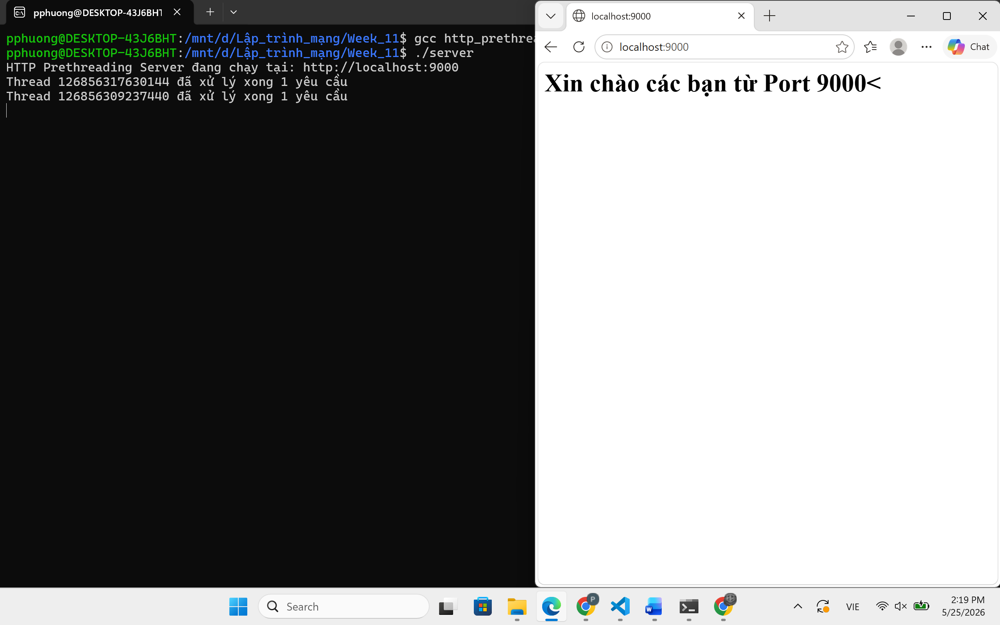 pphuong@DESKTOP-43J6BHT
pphuong@DESKTOP-43J6BHT:/mnt/d/Lập_trình_mạng/Week_11$ gcc http_prethrea
pphuong@DESKTOP-43J6BHT:/mnt/d/Lập_trình_mạng/Week_11$ ./server
HTTP Prethreading Server đang chạy tại: http://localhost:9000
Thread 126856317630144 đã xử lý xong 1 yêu cầu
Thread 126856309237440 đã xử lý xong 1 yêu cầu
localhost:9000
localhost:9000
Chat
Xin chào các bạn từ Port 9000<
Search
P
W
VIE
2:19 PM
5/25/2026